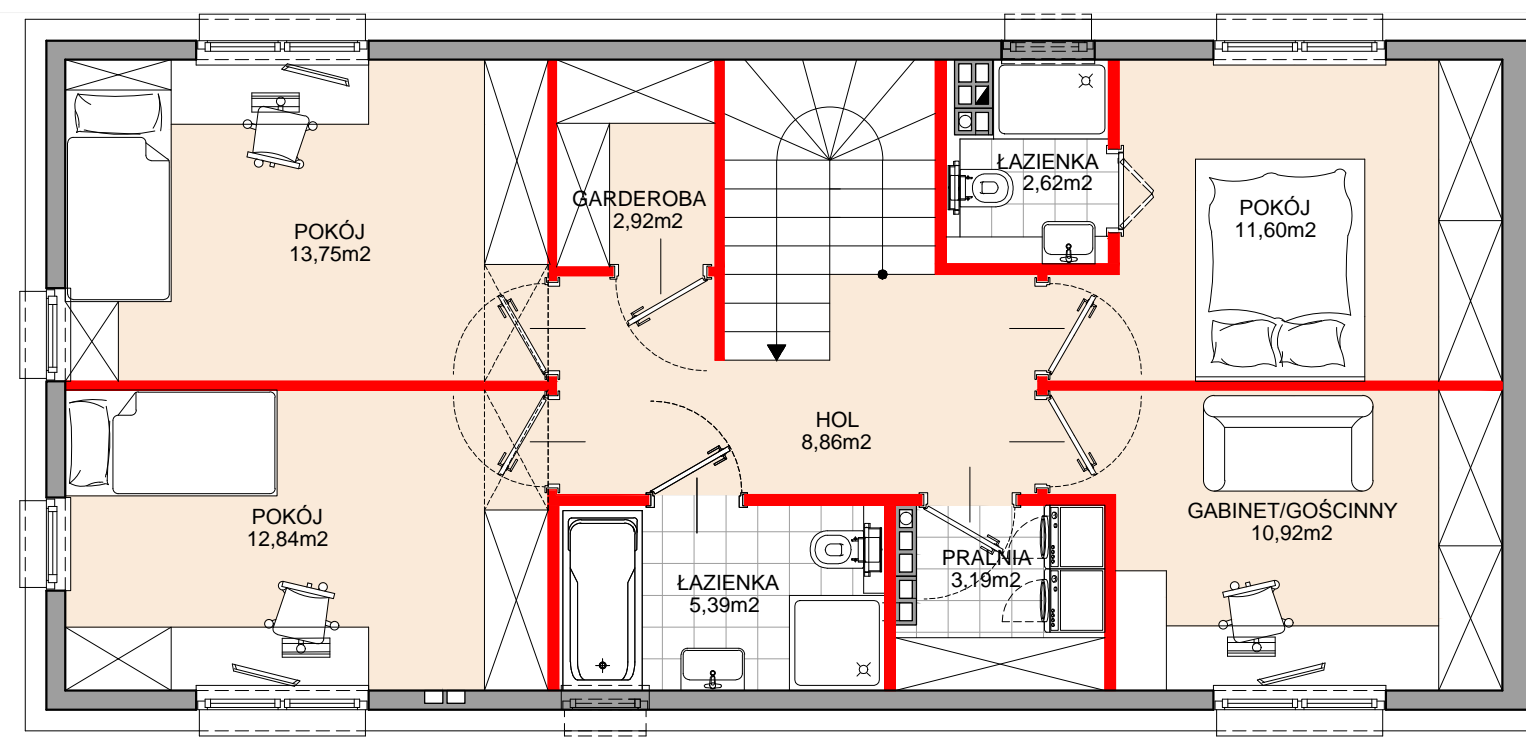 ŁAZIENKA
2,62m2
GARDEROBA
2,92m2
POKÓJ
11,60m2
POKÓJ
13,75m2
HOL
8,86m2
POKÓJ
12,84m2
GABINET/GOŚCINNY
10,92m2
PRALNIA
3,19m2
ŁAZIENKA
5,39m2